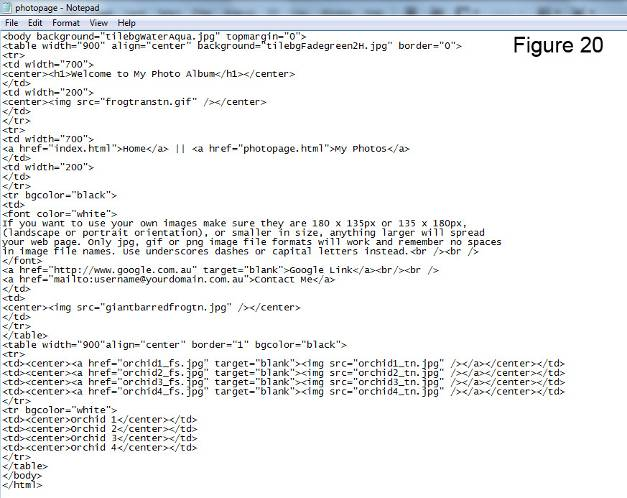 photopage - Notepad
File Edit Format View Help
Figure 20
<body background="tilebgWaterAqua.jpg" topmargin="0">
<table width="900" align="center" background="tilebgFadegreen2H.jpg" border="0">
<tr>
<td width="700">
<center><h1>Welcome to My Photo Album</h1></center>
</td>
<td width="200">
<center><img src="frogtranstn.gif" /></center>
</td>
</tr>
<tr>
<td width="700">
<a href="index.html">Home</a> || <a href="photopage.html">My Photos</a>
</td>
<td width="200">
</td>
</tr>
<tr bgcolor="black">
<td>
<font color="white">
If you want to use your own images make sure they are 180 x 135px or 135 x 180px,
(landscape or portrait orientation), or smaller in size, anything larger will spread
your web page. Only jpg, gif or png image file formats will work and remember no spaces
in image file names. Use underscores dashes or capital letters instead.<br /><br />
</font>
<a href="http://www.google.com.au" target="blank">Google Link</a><br/><br />
<a href="mailto:username@yourdomain.com.au">Contact Me</a>
</td>
<td>
<center><img src="giantbarredfrogtn.jpg" /></center>
</td>
</tr>
</table>
<table width="900"align="center" border="1" bgcolor="black">
<tr>
<td><center><a href="orchid1_fs.jpg" target="blank"><img src="orchid1_tn.jpg" /></a></center></td>
<td><center><a href="orchid2_fs.jpg" target="blank"><img src="orchid2_tn.jpg" /></a></center></td>
<td><center><a href="orchid3_fs.jpg" target="blank"><img src="orchid3_tn.jpg" /></a></center></td>
<td><center><a href="orchid4_fs.jpg" target="blank"><img src="orchid4_tn.jpg" /></a></center></td>
</tr>
<tr bgcolor="white">
<td><center>Orchid 1</center></td>
<td><center>Orchid 2</center></td>
<td><center>Orchid 3</center></td>
<td><center>Orchid 4</center></td>
</tr>
</table>
</body>
</html>